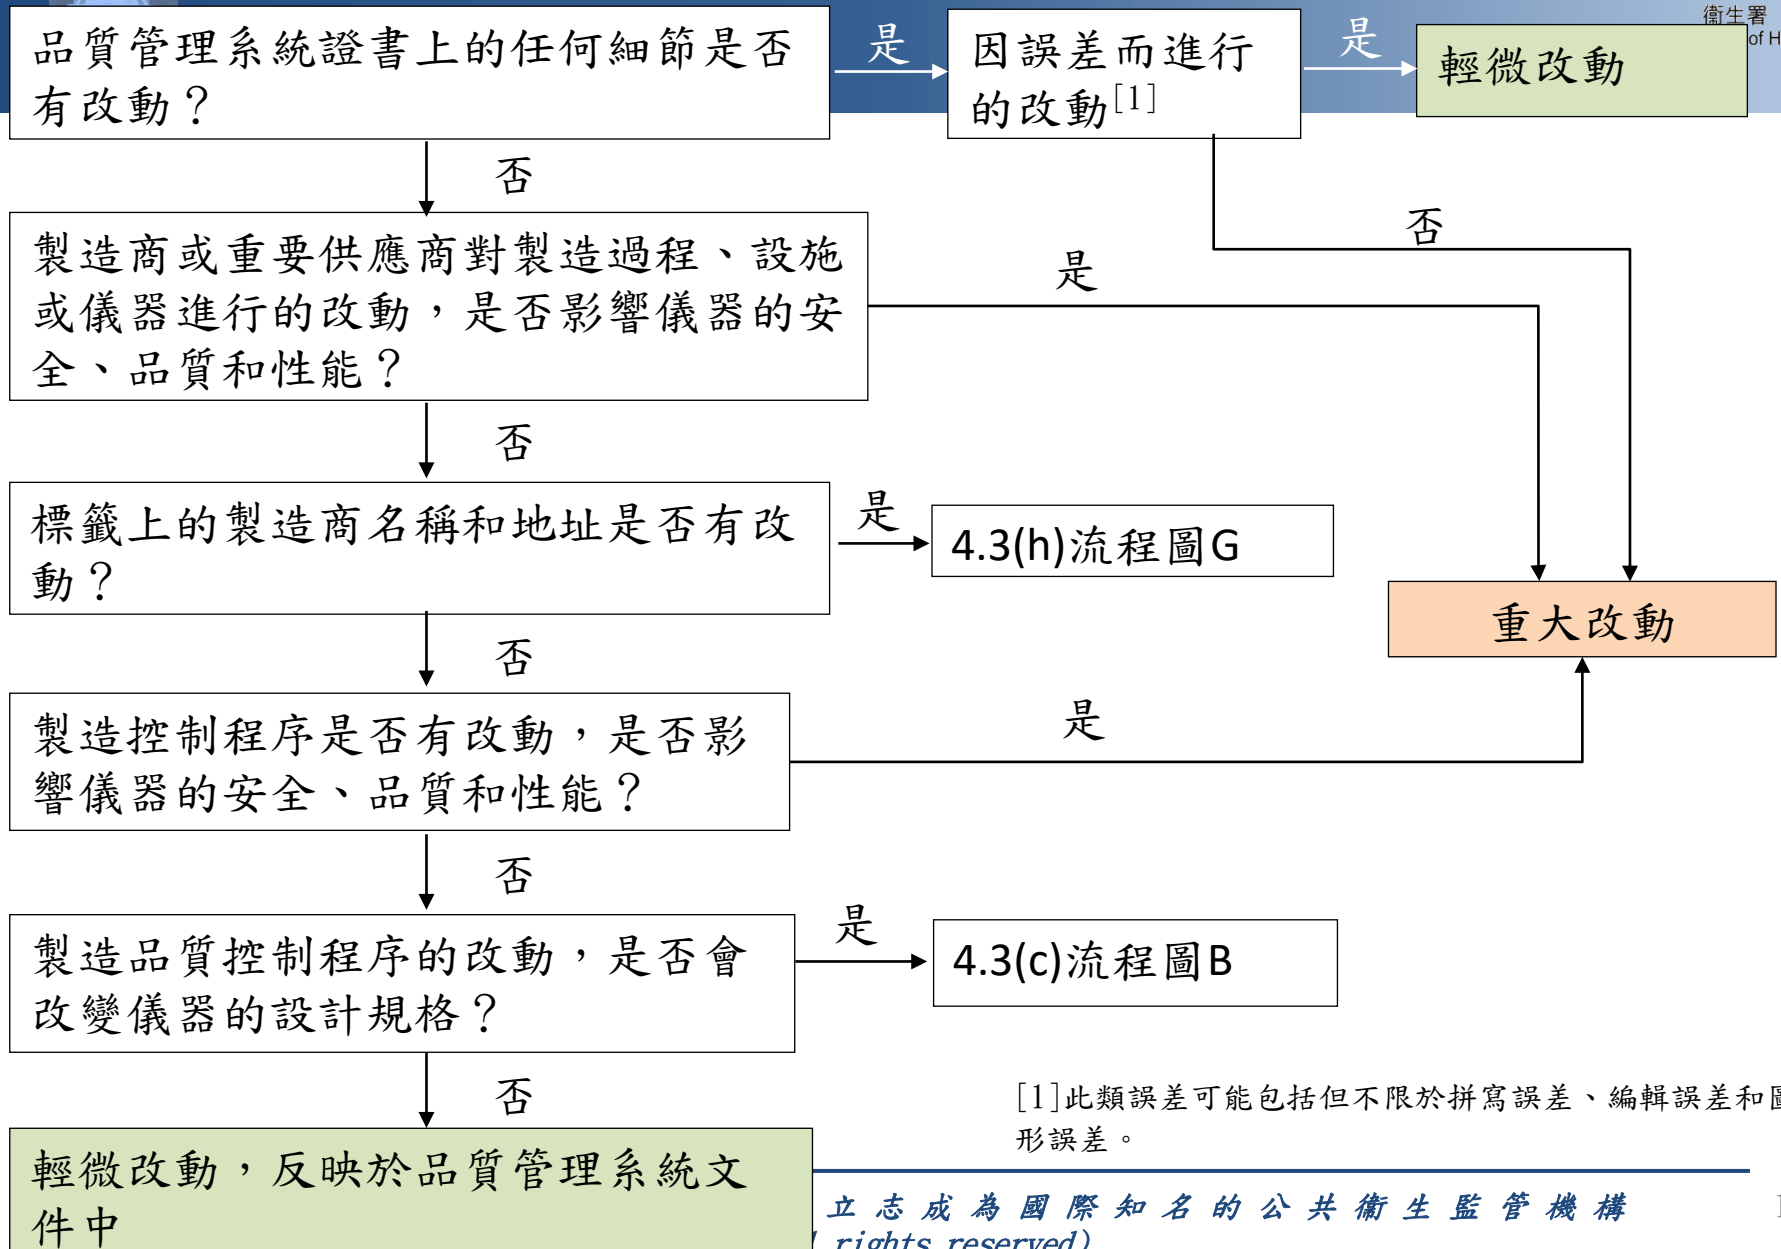 衞生署
of H
品質管理系統證書上的任何細節是否
有改動？
是
因誤差而進行
的改動[1]
是
輕微改動
否
否
製造商或重要供應商對製造過程、設施
或儀器進行的改動，是否影響儀器的安
全、品質和性能？
是
否
標籤上的製造商名稱和地址是否有改
動？
是
4.3(h)流程圖G
重大改動
否
製造控制程序是否有改動，是否影
響儀器的安全、品質和性能？
是
否
製造品質控制程序的改動，是否會
改變儀器的設計規格？
是
4.3(c)流程圖B
否
[1]此類誤差可能包括但不限於拼寫誤差、編輯誤差和圖
形誤差。
輕微改動，反映於品質管理系統文
件中
立志成為國際知名的公共衞生監管機構
rights reserved)